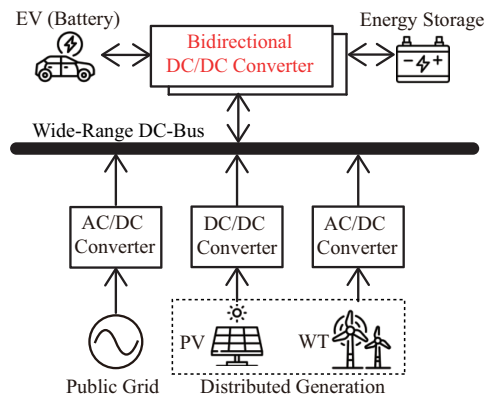 EV (Battery)
Bidirectional
DC/DC Converter
Energy Storage
Wide-Range DC-Bus
AC/DC
Converter
DC/DC
Converter
AC/DC
Converter
PV
WT
Public Grid
Distributed Generation